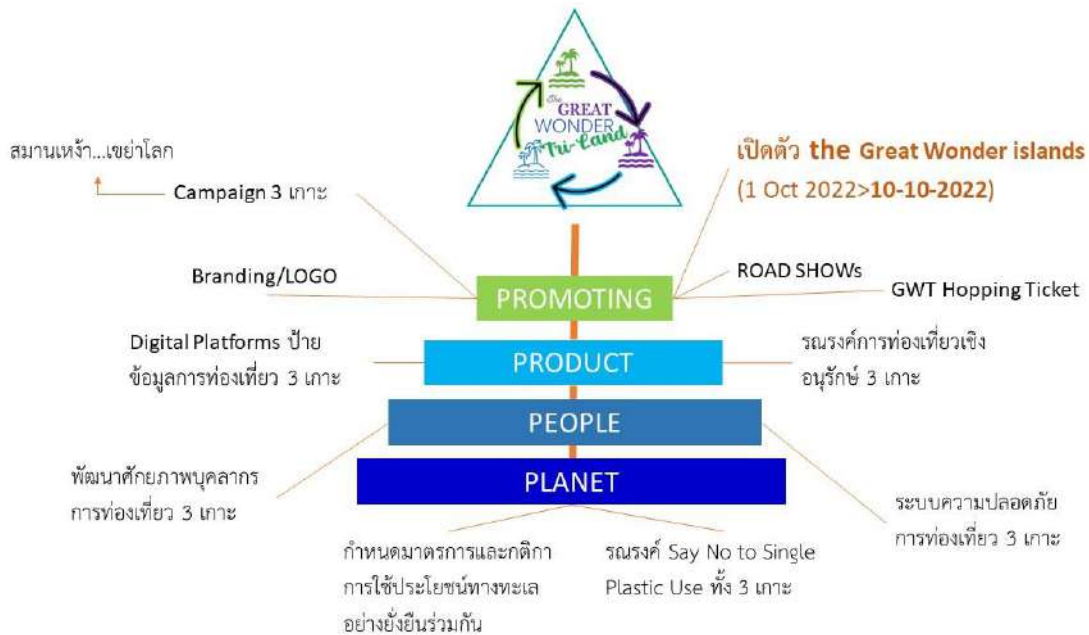 the
GREAT
WONDER
Tri-Land
สมานเหง้า...เขย่าโลก
Campaign 3 เกาะ
เปิดตัว the Great Wonder islands
(1 Oct 2022>10-10-2022)
Branding/LOGO
ROAD SHOWs
GWT Hopping Ticket
PROMOTING
Digital Platforms ป้าย
ข้อมูลการท่องเที่ยว 3 เกาะ
PRODUCT
รณรงค์การท่องเที่ยวเชิง
อนุรักษ์ 3 เกาะ
PEOPLE
พัฒนาศักยภาพบุคลากร
การท่องเที่ยว 3 เกาะ
PLANET
ระบบความปลอดภัย
การท่องเที่ยว 3 เกาะ
กำหนดมาตรการและกติกา
การใช้ประโยชน์ทางทะเล
อย่างยั่งยืนร่วมกัน
รณรงค์ Say No to Single
Plastic Use ทั้ง 3 เกาะ